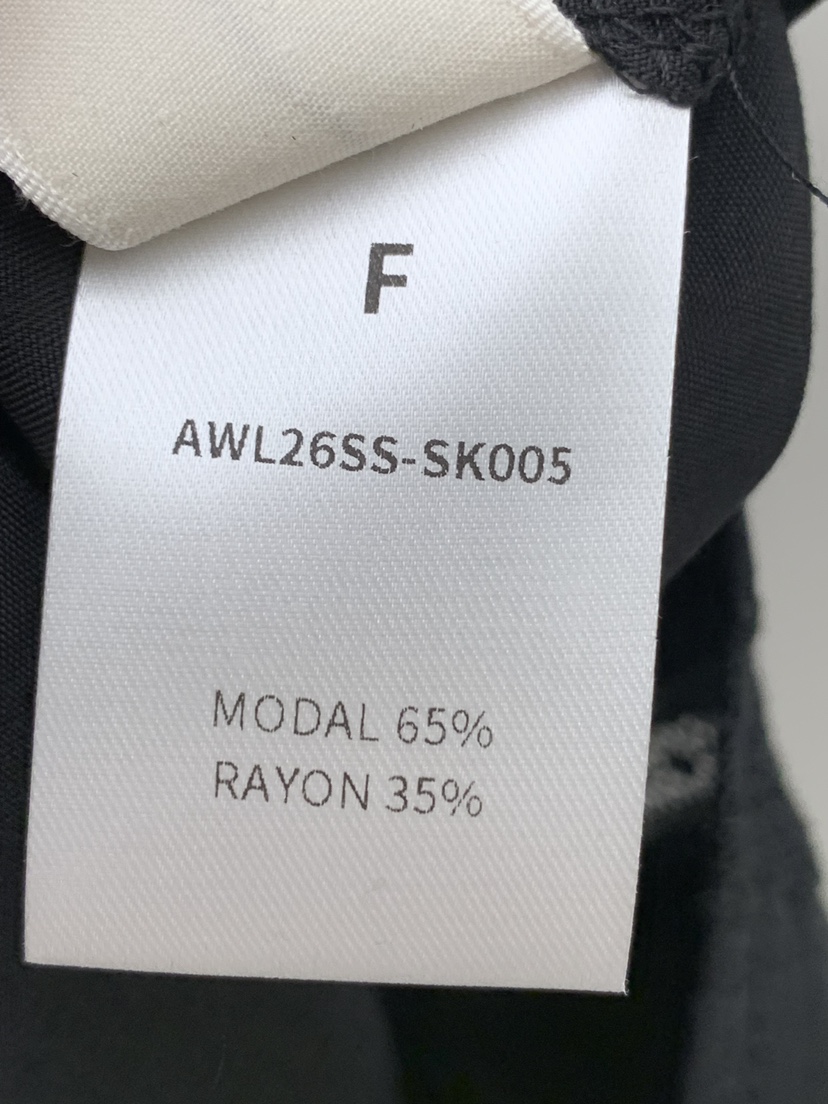 F
AWL26SS-SK005
MODAL 65%
RAYON 35%